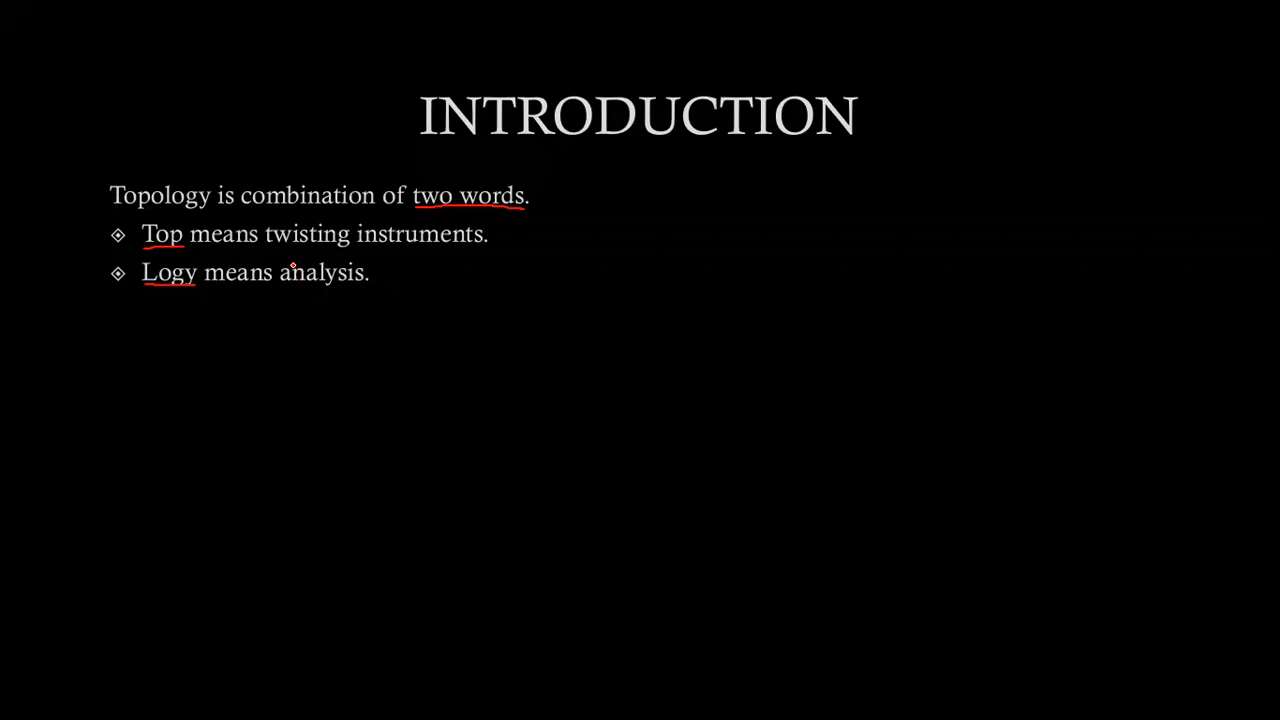 INTRODUCTION
Topology is combination of two words.
Top means twisting instruments.
Logy means analysis.